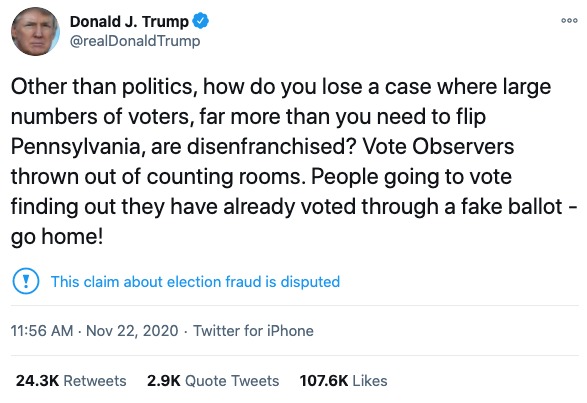 Donald J. Trump
@realDonaldTrump
Other than politics, how do you lose a case where large
numbers of voters, far more than you need to flip
Pennsylvania, are disenfranchised? Vote Observers
thrown out of counting rooms. People going to vote
finding out they have already voted through a fake ballot -
go home!
This claim about election fraud is disputed
11:56 AM · Nov 22, 2020 · Twitter for iPhone
24.3K Retweets 2.9K Quote Tweets 107.6K Likes